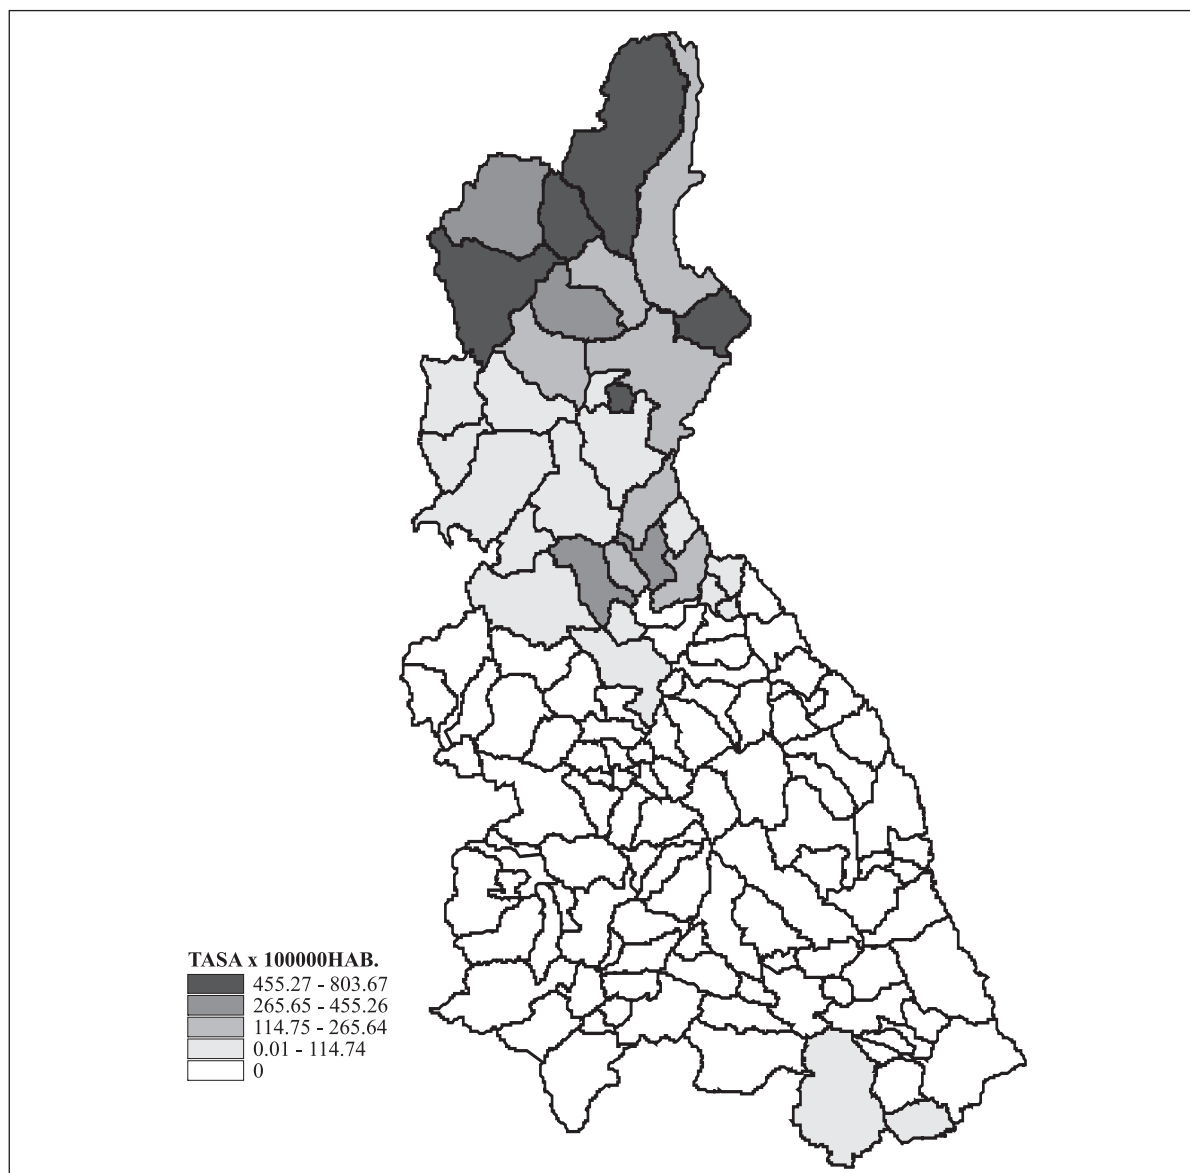 TASA x 100000HAB.
455.27 - 803.67
265.65 - 455.26
114.75 - 265.64
0.01 - 114.74
0